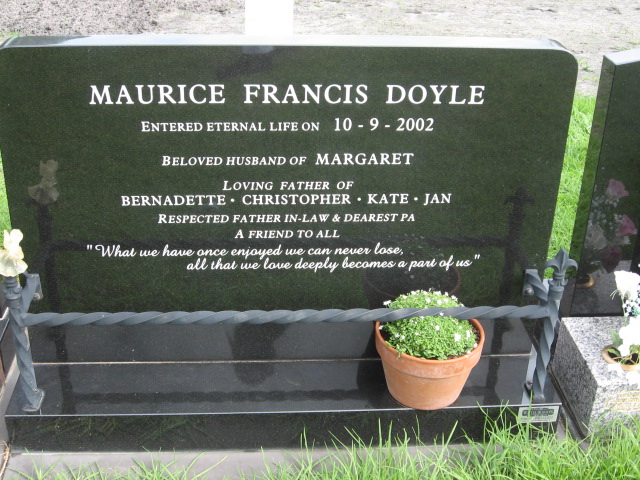 MAURICE FRANCIS DOYLE
ENTERED ETERNAL LIFE ON 10 - 9 - 2002
BELOVED HUSBAND OF MARGARET
LOVING FATHER OF
BERNADETTE · CHRISTOPHER · KATE · JAN
RESPECTED FATHER IN-LAW & DEAREST PA
A FRIEND TO ALL
"What we have once enjoyed we can never lose,
all that we love deeply becomes a part of us"